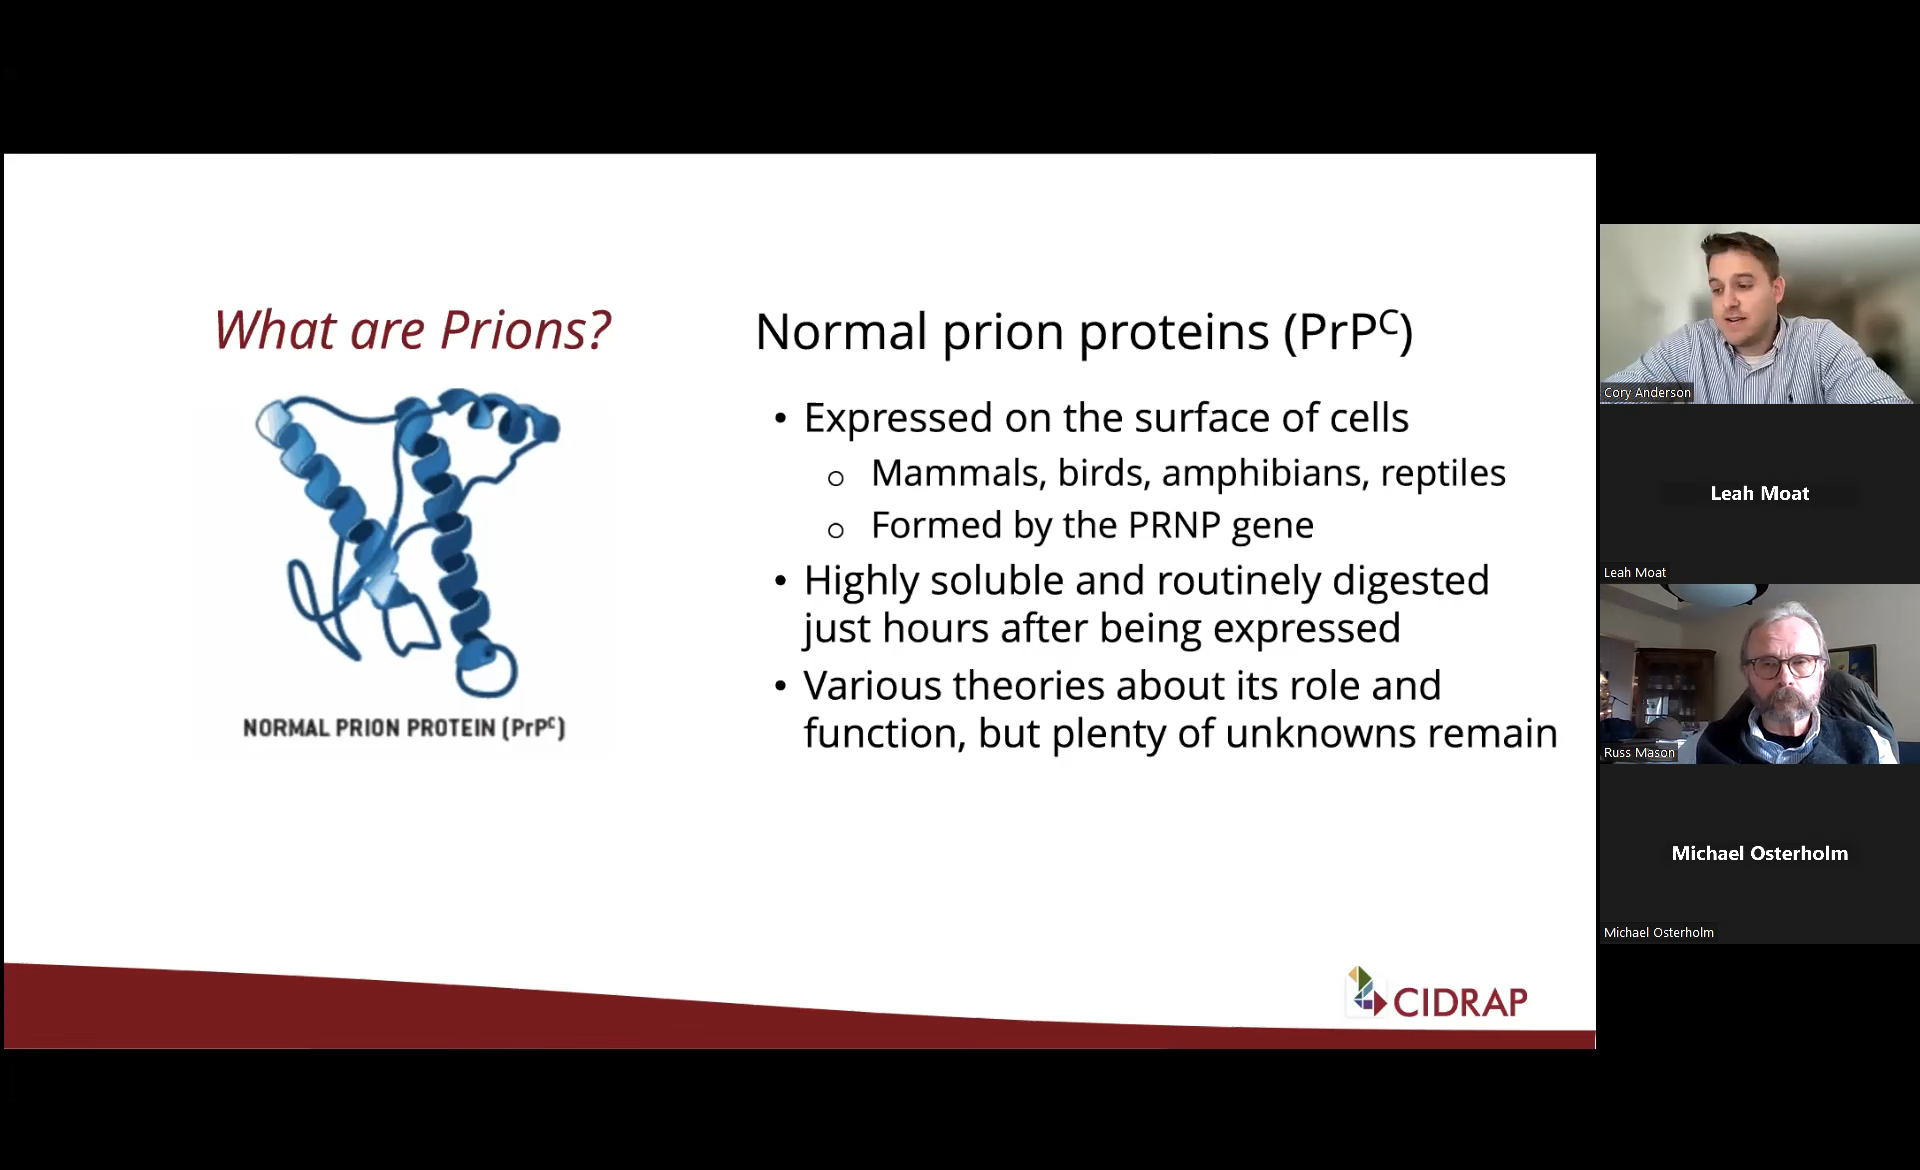 What are Prions?
NORMAL PRION PROTEIN (PrPᶜ)
Normal prion proteins (PrPᶜ)
• Expressed on the surface of cells
o Mammals, birds, amphibians, reptiles
o Formed by the PRNP gene
• Highly soluble and routinely digested
just hours after being expressed
• Various theories about its role and
function, but plenty of unknowns remain
CIDRAP
Cory Anderson
Leah Moat
Leah Moat
Russ Mason
Michael Osterholm
Michael Osterholm